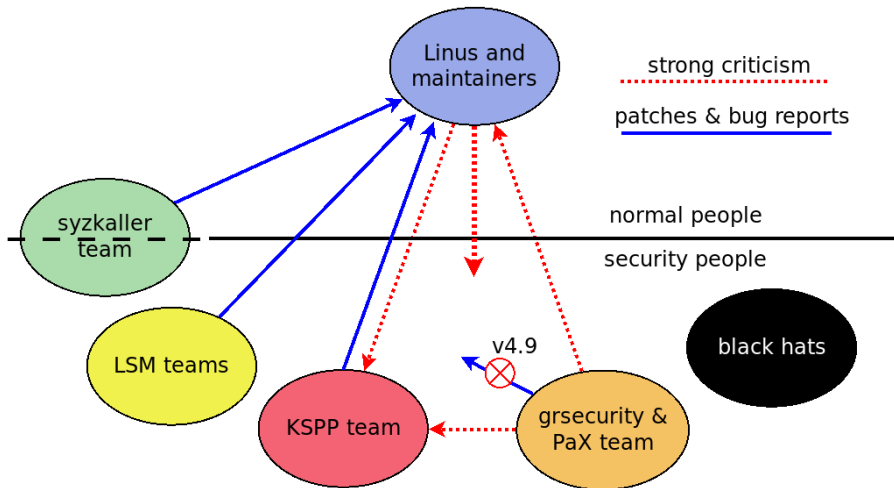 Linus and
maintainers
strong criticism
patches & bug reports
syzkaller
team
normal people
security people
LSM teams
v4.9
black hats
KSPP team
grsecurity &
PaX team